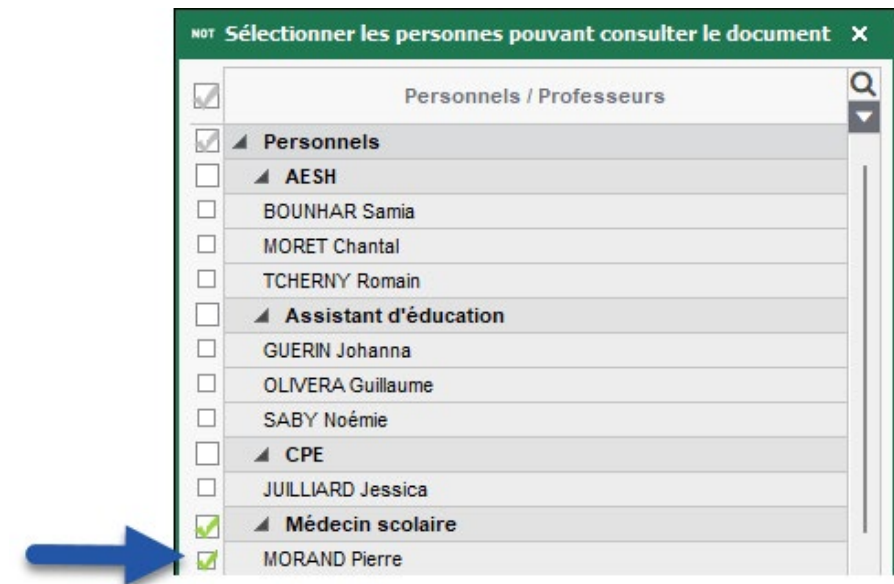 NOT Sélectionner les personnes pouvant consulter le document ×
Personnels / Professeurs
Personnels
AESH
BOUNHAR Samia
MORET Chantal
TCHERNY Romain
Assistant d'éducation
GUERIN Johanna
OLIVERA Guillaume
SABY Noémie
CPE
JUILLIARD Jessica
Médecin scolaire
MORAND Pierre